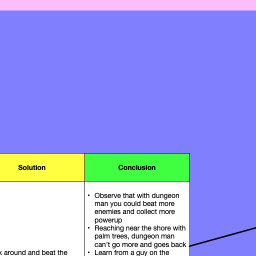 Solution
Conclusion
• Observe that with dungeon
man you could beat more
enemies and collect more
powerup
• Reaching near the shore with
palm trees, dungeon man
can't go more and goes back
around and beat the
• Learn from a guy on the